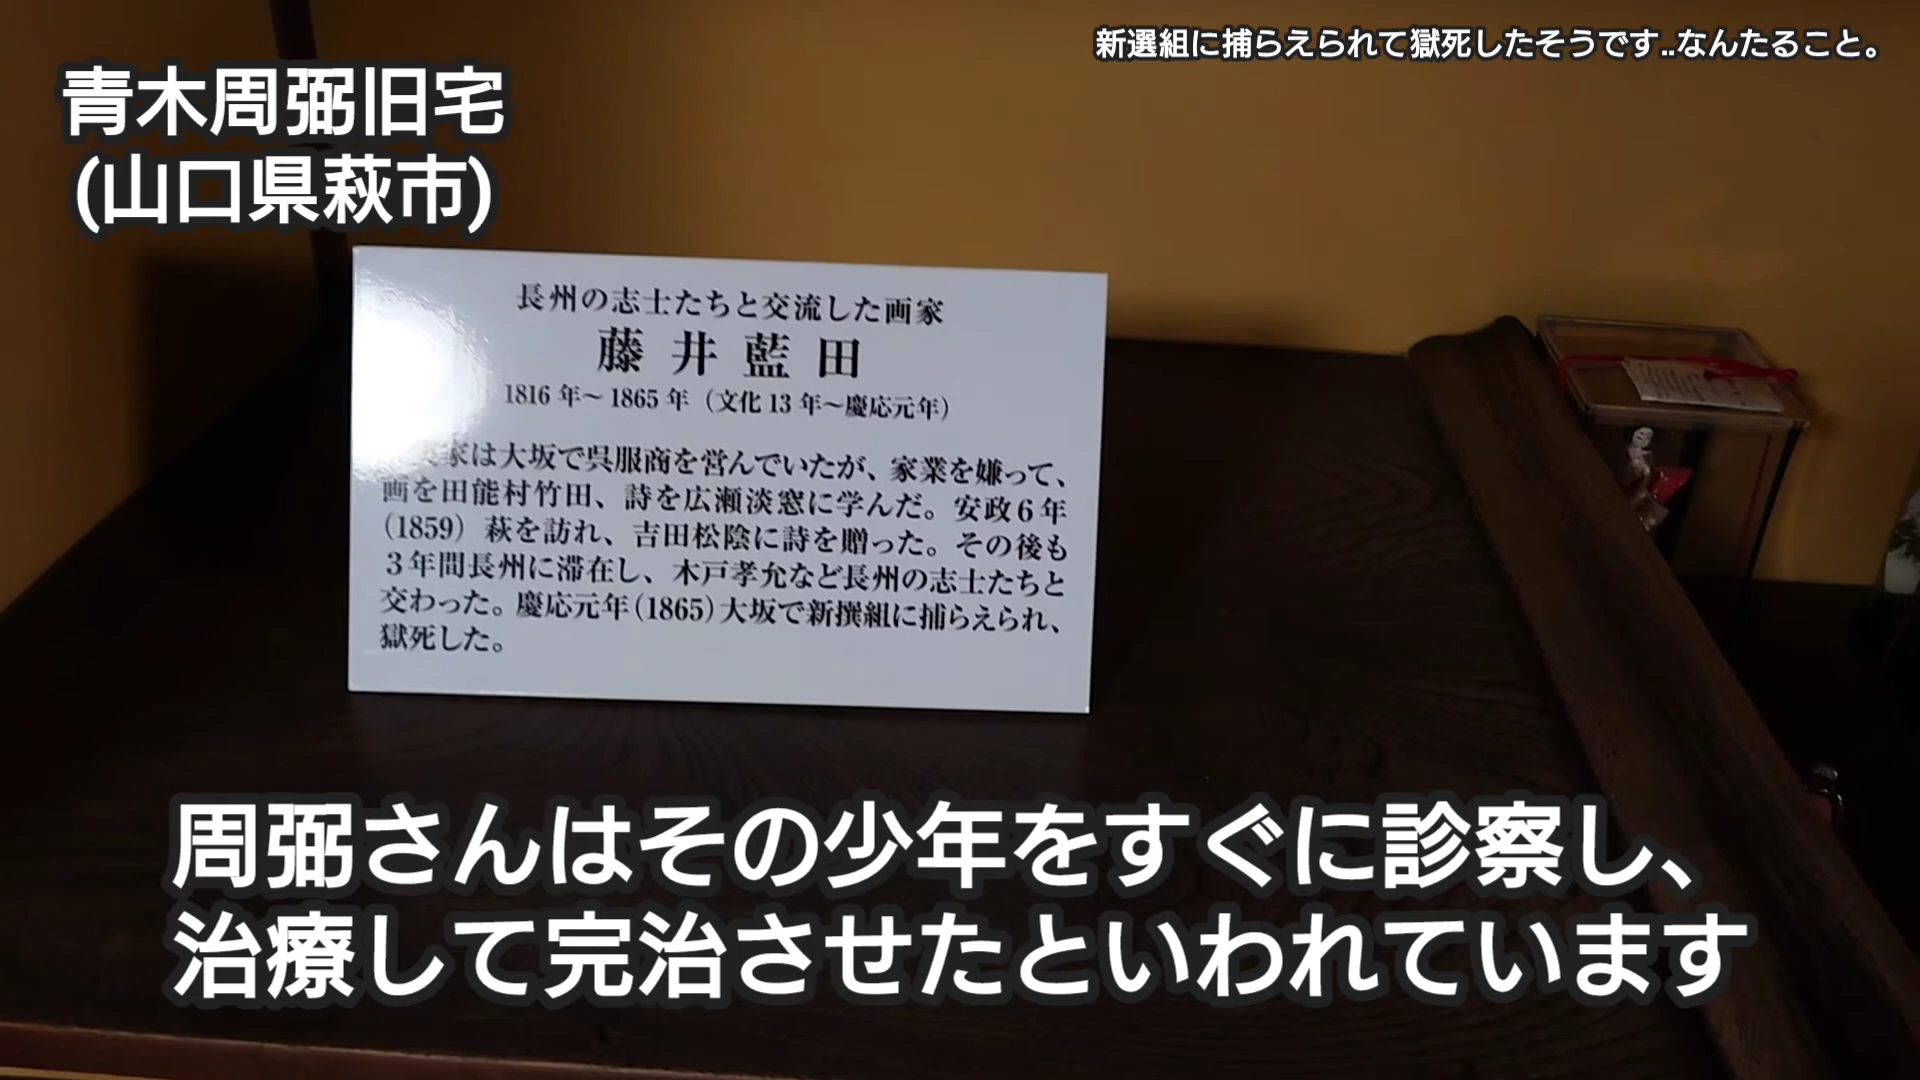 新選組に捕らえられて獄死したそうです..なんたること。
青木周弼旧宅
(山口県萩市)
長州の志士たちと交流した画家
藤井藍田
1816年～1865年（文化13年～慶応元年）
家は大坂で呉服商を営んでいたが、家業を嫌って、
画を田能村竹田、詩を広瀬淡窓に学んだ。安政6年
(1859) 萩を訪れ、吉田松陰に詩を贈った。その後も
3年間長州に滞在し、木戸孝允など長州の志士たちと
交わった。慶応元年(1865)大坂で新撰組に捕らえられ、
獄死した。
周弼さんはその少年をすぐに診察し、
治療して完治させたといわれています